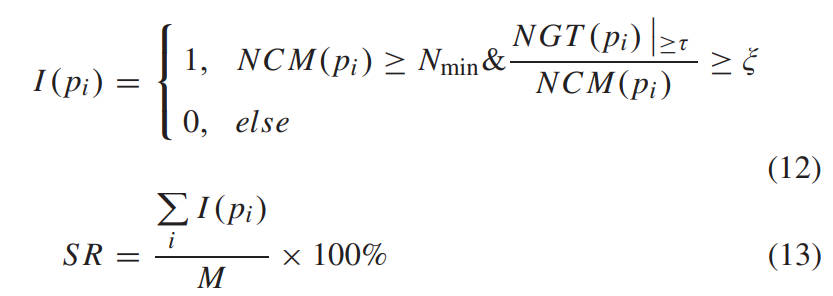 I(p_i) = { 1, NCM(p_i) ≥ N_min & NGT(p_i)|_{≥τ} / NCM(p_i) ≥ ξ
0, else
(12)
SR = ∑_i I(p_i) / M × 100% (13)